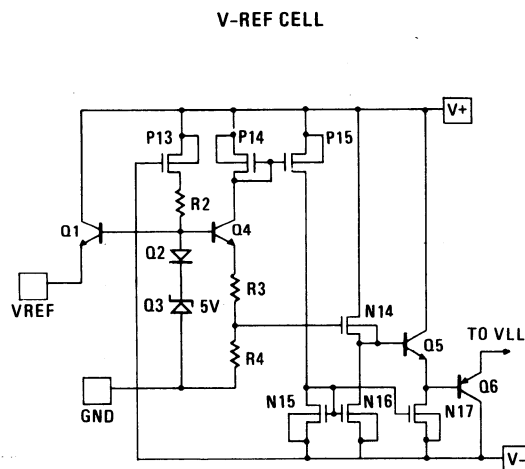 V-REF CELL
V+
P13
P14
P15
R2
Q1
Q4
Q2
R3
VREF
Q3
5V
N14
Q5
TO VLL
R4
Q6
GND
N15
N16
N17
V-